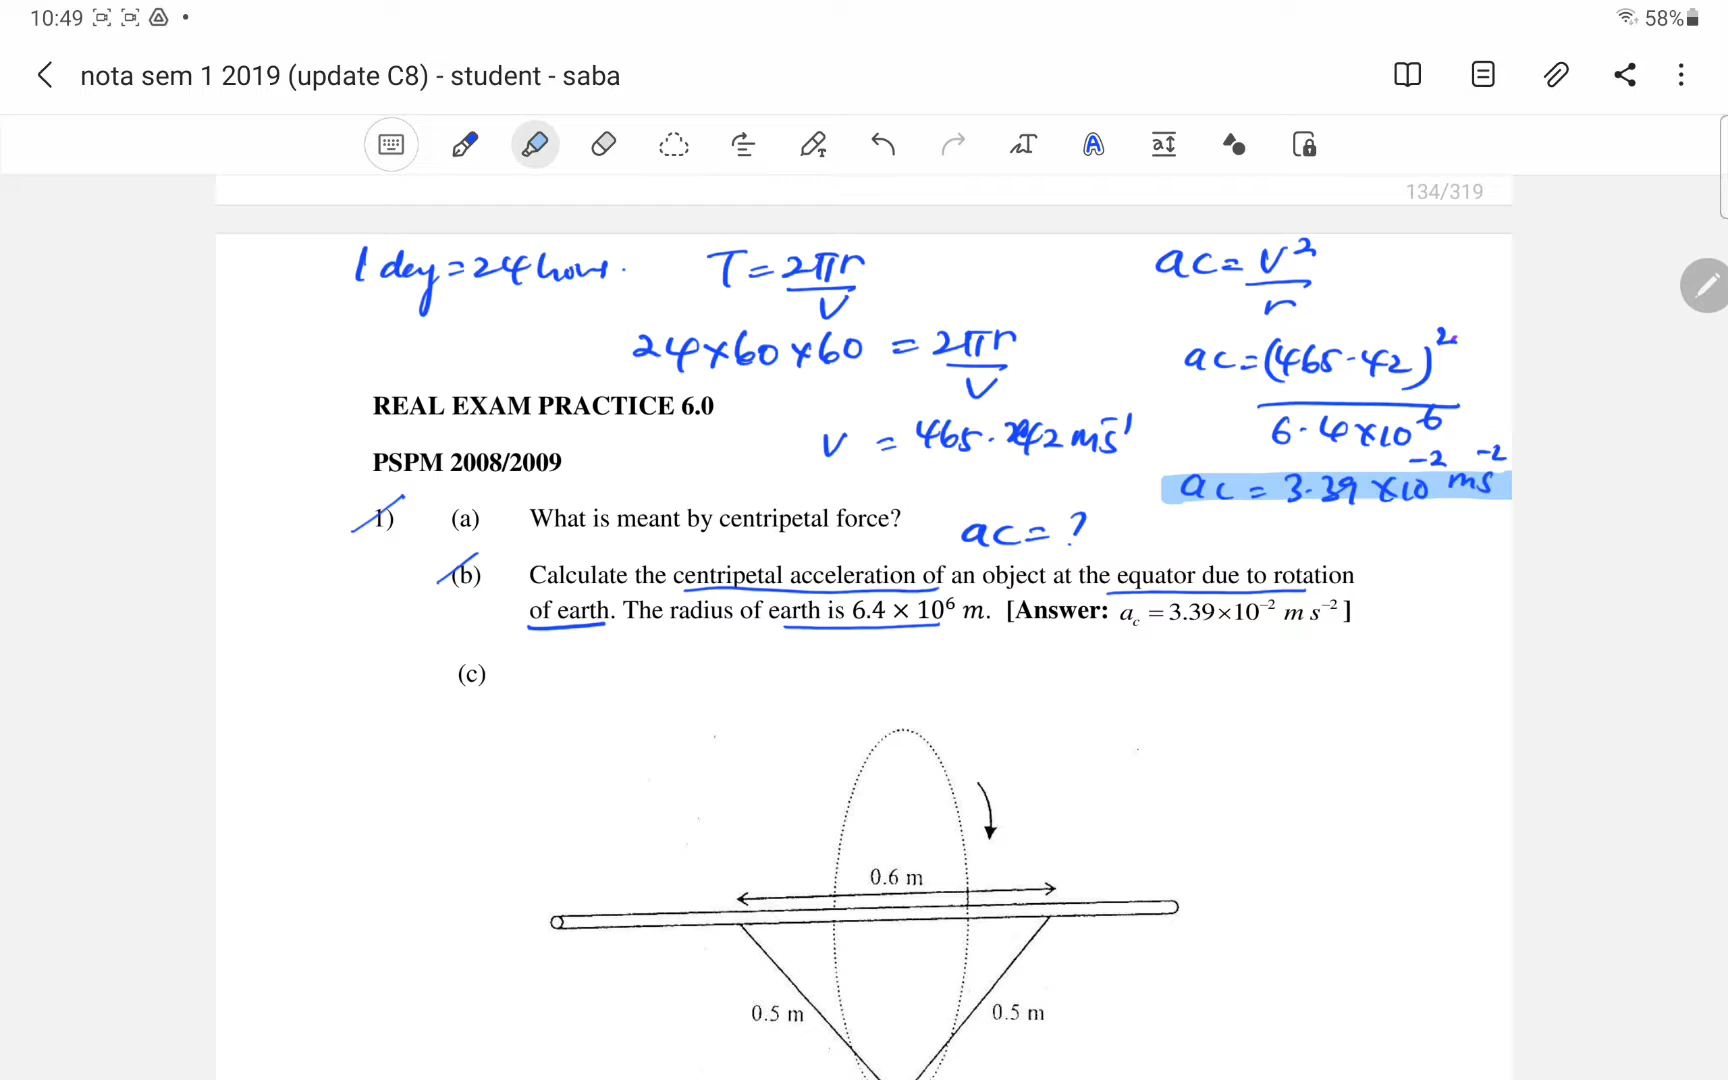 10:49
58%
nota sem 1 2019 (update C8) - student - saba
134/319
1 day = 24 hours.
T = 2πr
V
24 × 60 × 60 = 2πr
V
v = 465.42 ms⁻¹
ac = v²
r
ac = (465.42)²
6.4 × 10⁶
ac = 3.39 × 10⁻² ms⁻²
REAL EXAM PRACTICE 6.0
PSPM 2008/2009
1) (a) What is meant by centripetal force?
ac = ?
(b) Calculate the centripetal acceleration of an object at the equator due to rotation
of earth. The radius of earth is 6.4 × 10⁶ m. [Answer: a꜀ = 3.39×10⁻² m s⁻²]
(c)
0.6 m
0.5 m
0.5 m